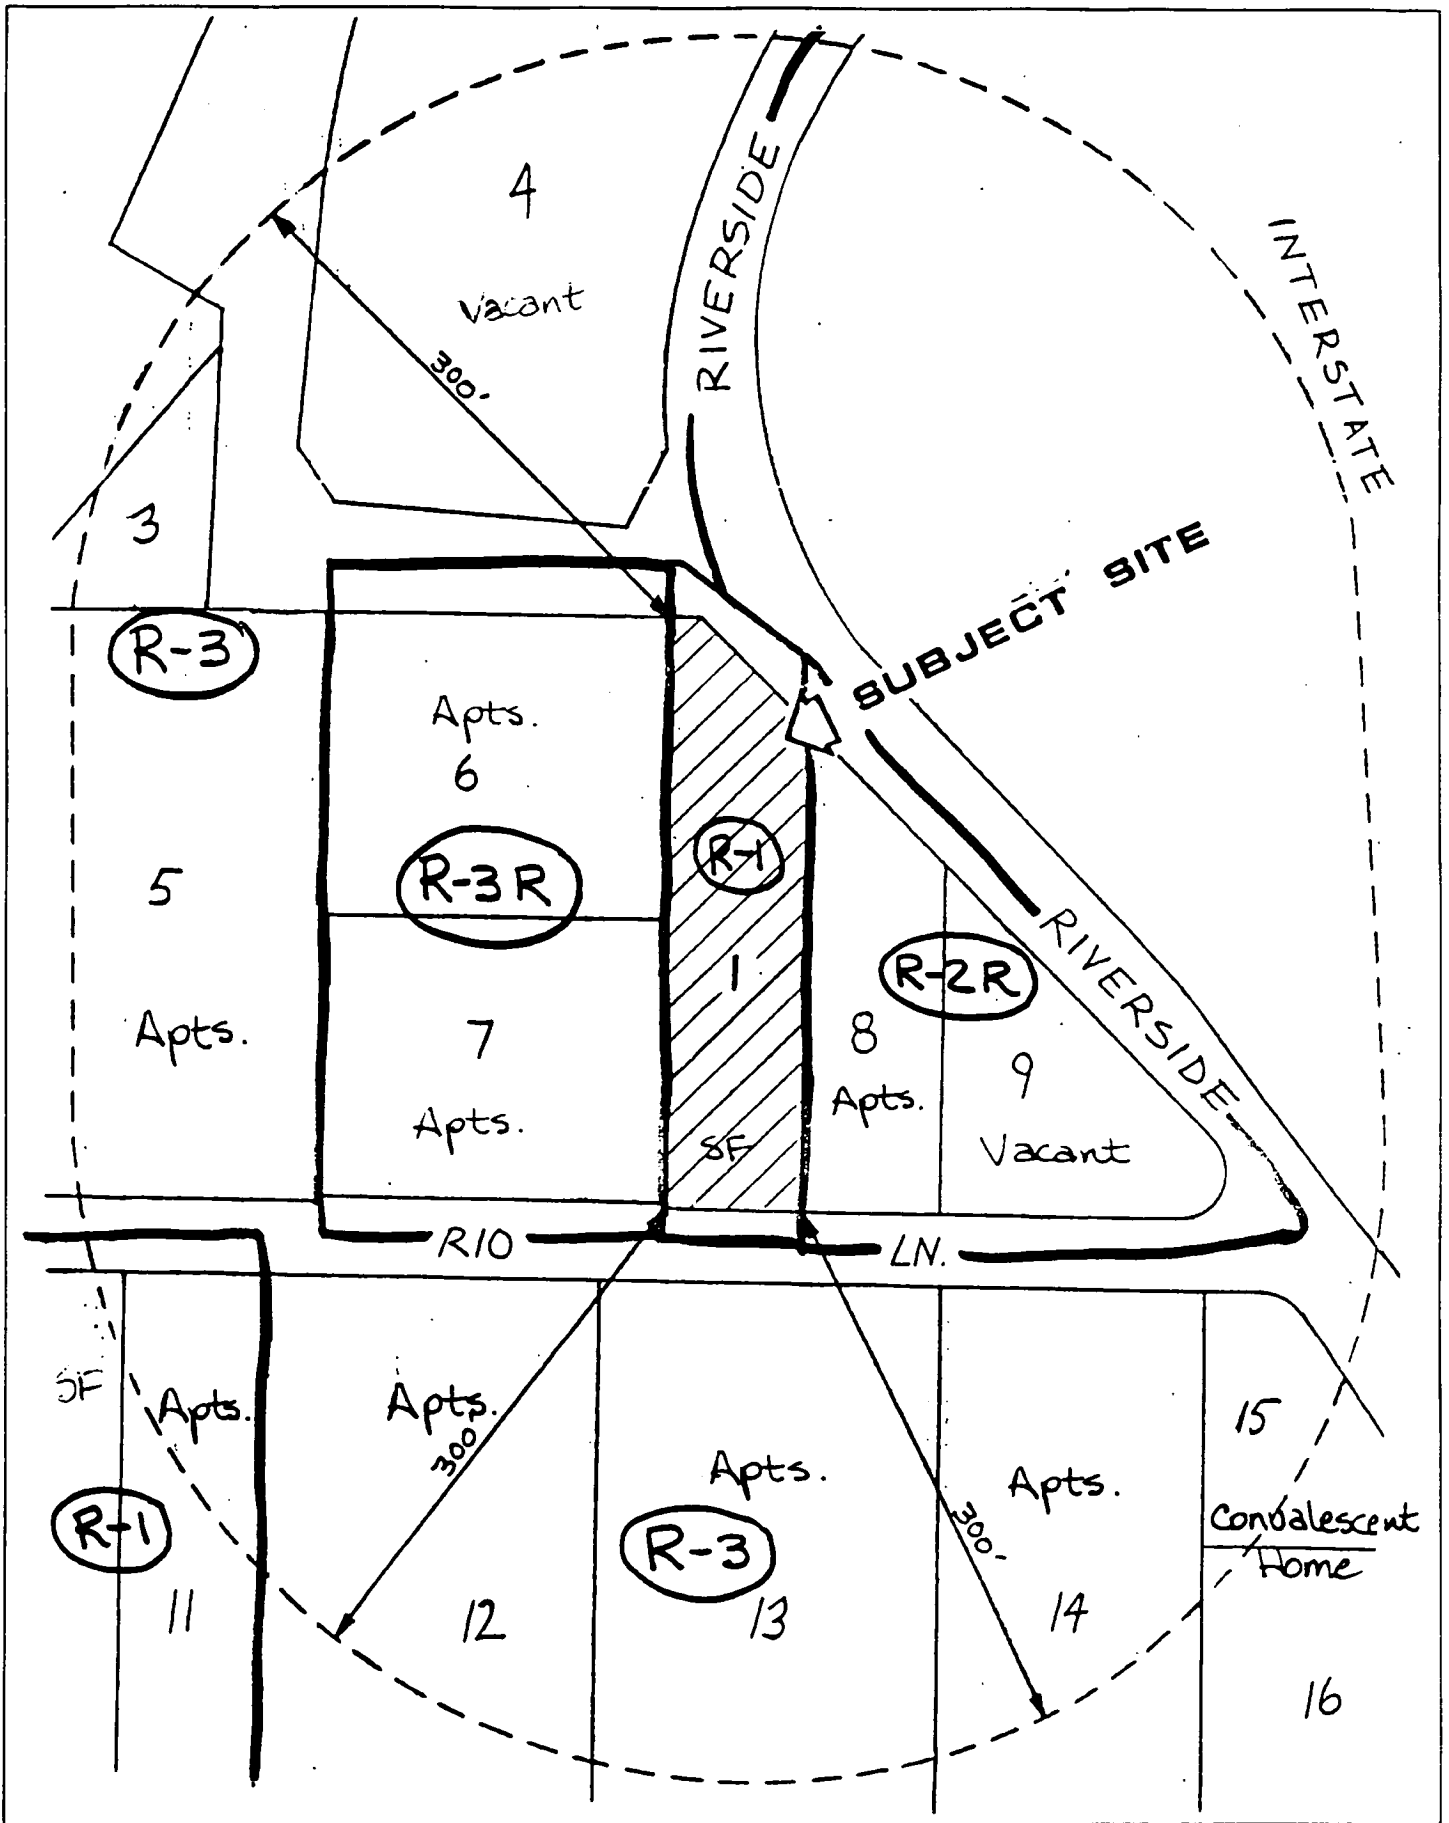 4
Vacant
RIVERSIDE
INTERSTATE
300'
3
SUBJECT SITE
R-3
Apts.
6
R-1
5
R-3R
1
R-2R
RIVERSIDE
Apts.
7
8
9
Apts.
Apts.
SF
Vacant
RIO LN.
SF
Apts.
Apts.
300'
Apts.
Apts.
15
R-1
R-3
300'
Convalescent
Home
11
12
13
14
16